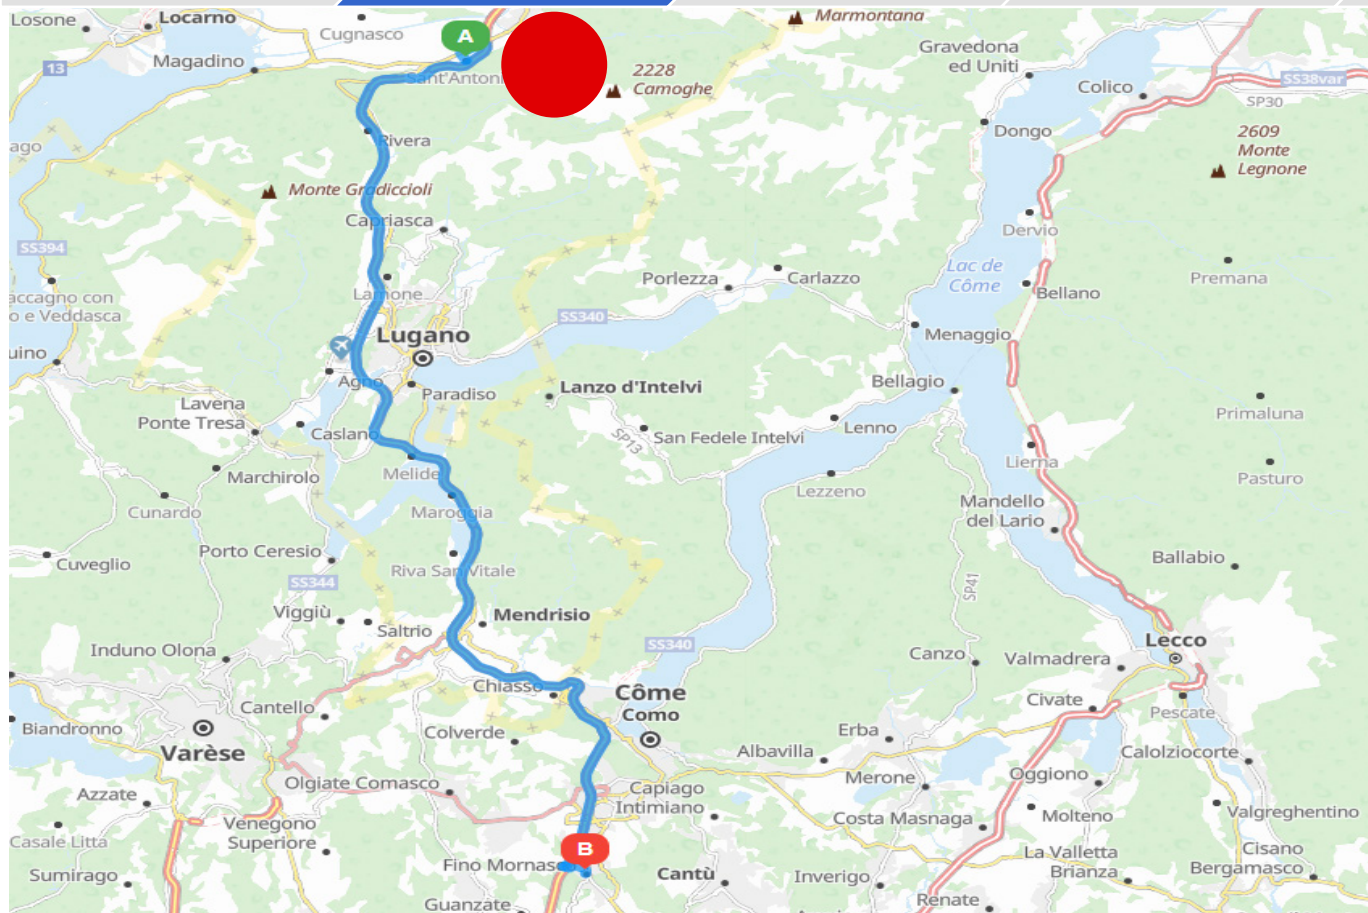 Losone
Locarno
Cugnasco
A
Marmontana
Magadino
13
Sant'Antoni
2228
Camoghe
Gravedona
ed Uniti
Colico
SS38var
SP30
Dongo
2609
Monte
Legnone
ago
Rivera
Monte Gradiccioli
Capriasca
Dervio
SS394
Lac de
Côme
Porlezza
Carlazzo
Premana
accagno con
o e Veddasca
Lamone
Bellano
SS340
Lugano
Menaggio
uino
Agno
Paradiso
Lanzo d'Intelvi
Bellagio
Lavena
Ponte Tresa
Caslano
SP13
San Fedele Intelvi
Lenno
Primaluna
Marchirolo
Melide
Lierna
Lezzeno
Pasturo
Cunardo
Maroggia
Mandello
del Lario
Cuveglio
Porto Ceresio
Riva San Vitale
Ballabio
SS344
SP41
Viggiù
Saltrio
Mendrisio
Induno Olona
SS340
Canzo
Valmadrera
Lecco
Chiasso
Côme
Como
Civate
Pescate
Biandronno
Cantello
Colverde
Varèse
Erba
Albavilla
Calolziocorte
Olgiate Comasco
Capiago
Intimiano
Merone
Oggiono
Azzate
Venegono
Superiore
Costa Masnaga
Molteno
Valgreghentino
Casale Litta
B
Fino Mornas
La Valletta
Brianza
Cisano
Bergamasco
Sumirago
Cantù
Inverigo
Guanzate
Renate